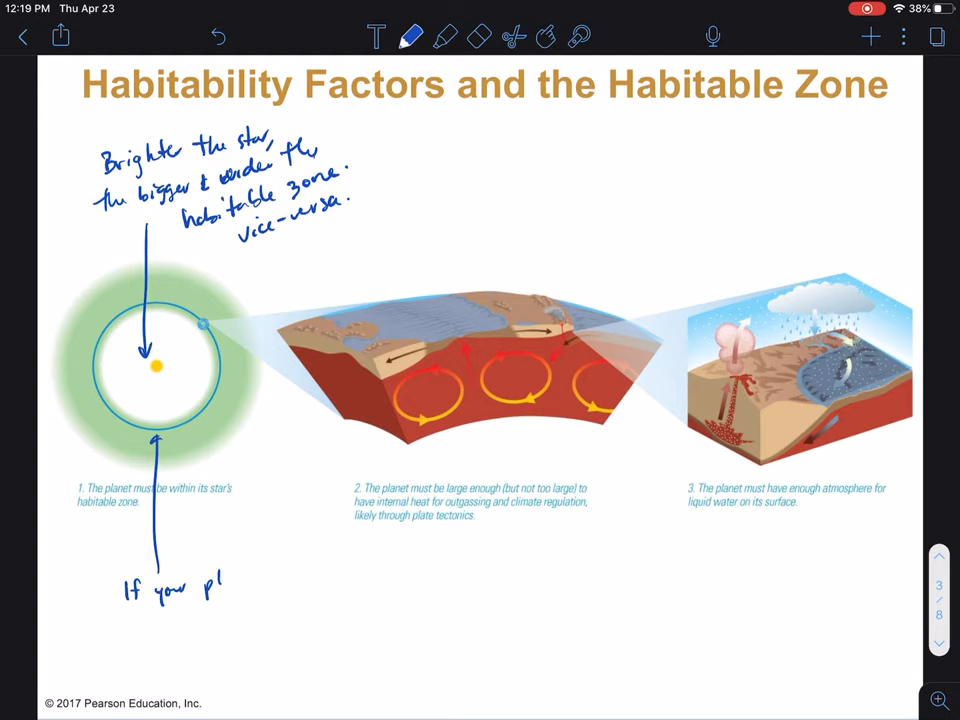 12:19 PM Thu Apr 23
38%
T
Habitability Factors and the Habitable Zone
Brighter the star,
the bigger & wider the
habitable zone.
vice-versa.
1. The planet must be within its star's
habitable zone.
2. The planet must be large enough (but not too large) to
have internal heat for outgassing and climate regulation,
likely through plate tectonics.
3. The planet must have enough atmosphere for
liquid water on its surface.
If your pl
3
/
8
© 2017 Pearson Education, Inc.